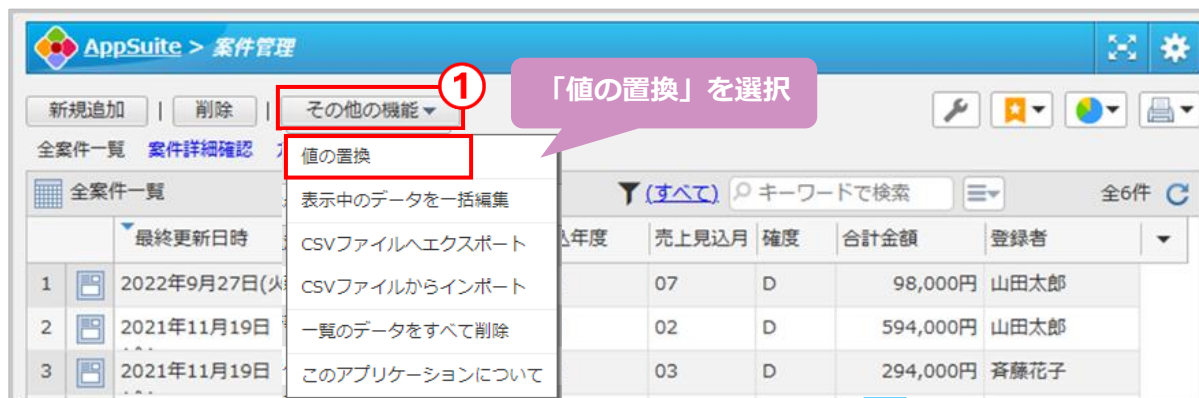 AppSuite > 案件管理
①
「値の置換」を選択
新規追加 | 削除 | その他の機能▼
全案件一覧 案件詳細確認
値の置換
表示中のデータを一括編集
CSVファイルへエクスポート
CSVファイルからインポート
一覧のデータをすべて削除
このアプリケーションについて
全案件一覧 (すべて) キーワードで検索 全6件
最終更新日時 年度 売上見込月 確度 合計金額 登録者
1 2022年9月27日(火 07 D 98,000円 山田太郎
2 2021年11月19日 02 D 594,000円 山田太郎
3 2021年11月19日 03 D 294,000円 斉藤花子